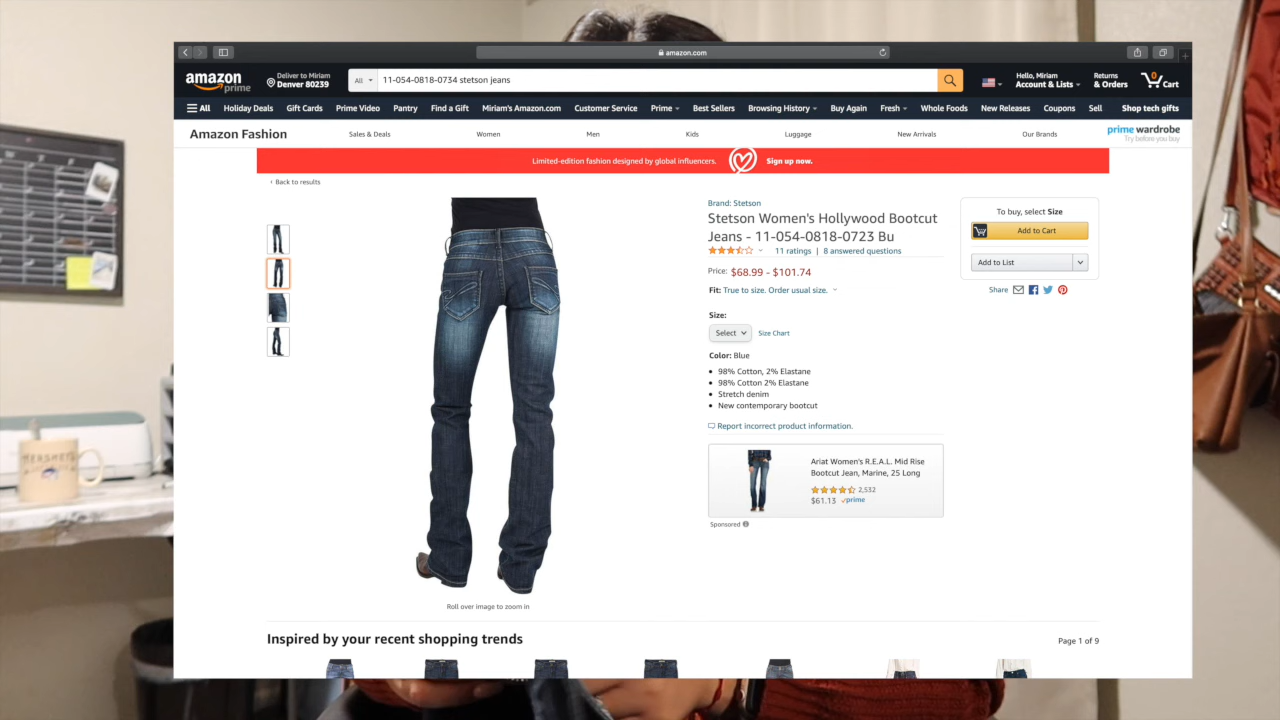 amazon.com
amazon
prime
Deliver to Miriam
Denver 80239
All
11-054-0818-0734 stetson jeans
Hello, Miriam
Account & Lists
Returns
& Orders
0
Cart
All
Holiday Deals
Gift Cards
Prime Video
Pantry
Find a Gift
Miriam's Amazon.com
Customer Service
Prime
Best Sellers
Browsing History
Buy Again
Fresh
Whole Foods
New Releases
Coupons
Sell
Shop tech gifts
Amazon Fashion
Sales & Deals
Women
Men
Kids
Luggage
New Arrivals
Our Brands
prime wardrobe
Try before you buy
Limited-edition fashion designed by global influencers.
Sign up now.
‹ Back to results
Brand: Stetson
Stetson Women's Hollywood Bootcut
Jeans - 11-054-0818-0723 Bu
11 ratings | 8 answered questions
Price: $68.99 - $101.74
Fit: True to size. Order usual size.
Size:
Select
Size Chart
Color: Blue
• 98% Cotton, 2% Elastane
• 98% Cotton 2% Elastane
• Stretch denim
• New contemporary bootcut
Report incorrect product information.
Ariat Women's R.E.A.L. Mid Rise
Bootcut Jean, Marine, 25 Long
2,532
$61.13 prime
Sponsored
To buy, select Size
Add to Cart
Add to List
Share
Roll over image to zoom in
Inspired by your recent shopping trends
Page 1 of 9
HERSHEY'S